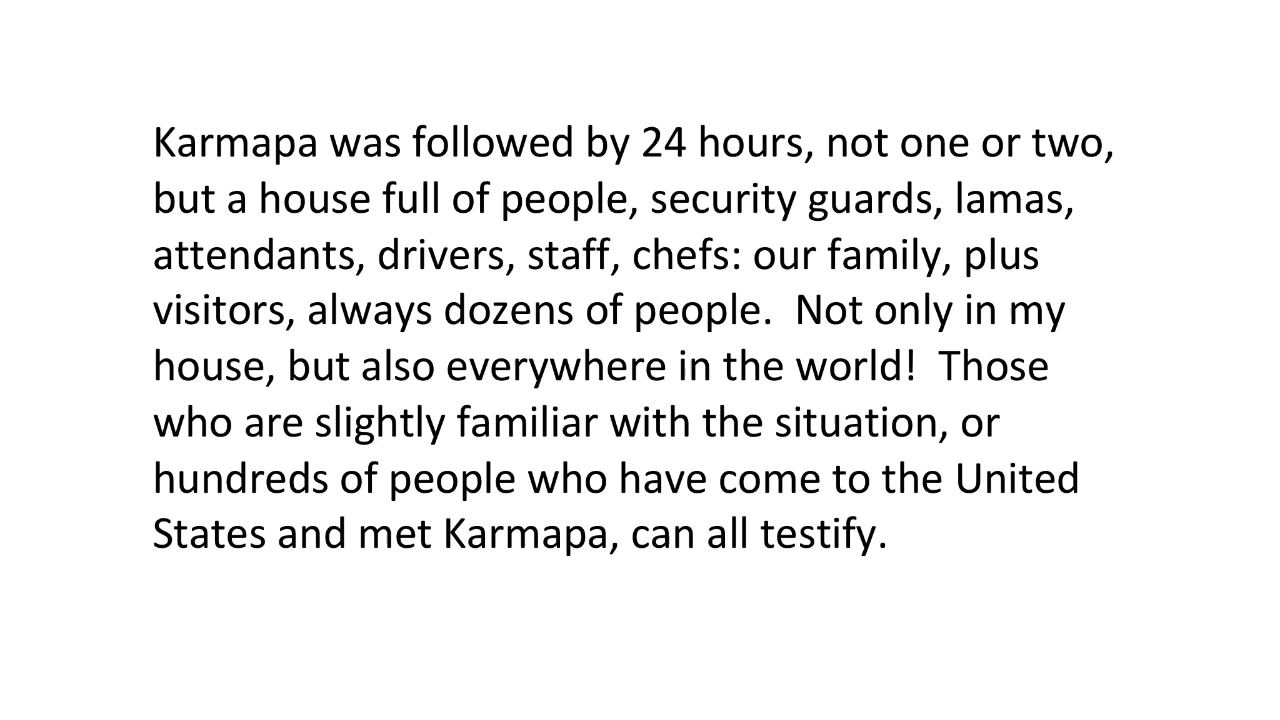 Karmapa was followed by 24 hours, not one or two,
but a house full of people, security guards, lamas,
attendants, drivers, staff, chefs: our family, plus
visitors, always dozens of people.  Not only in my
house, but also everywhere in the world!  Those
who are slightly familiar with the situation, or
hundreds of people who have come to the United
States and met Karmapa, can all testify.